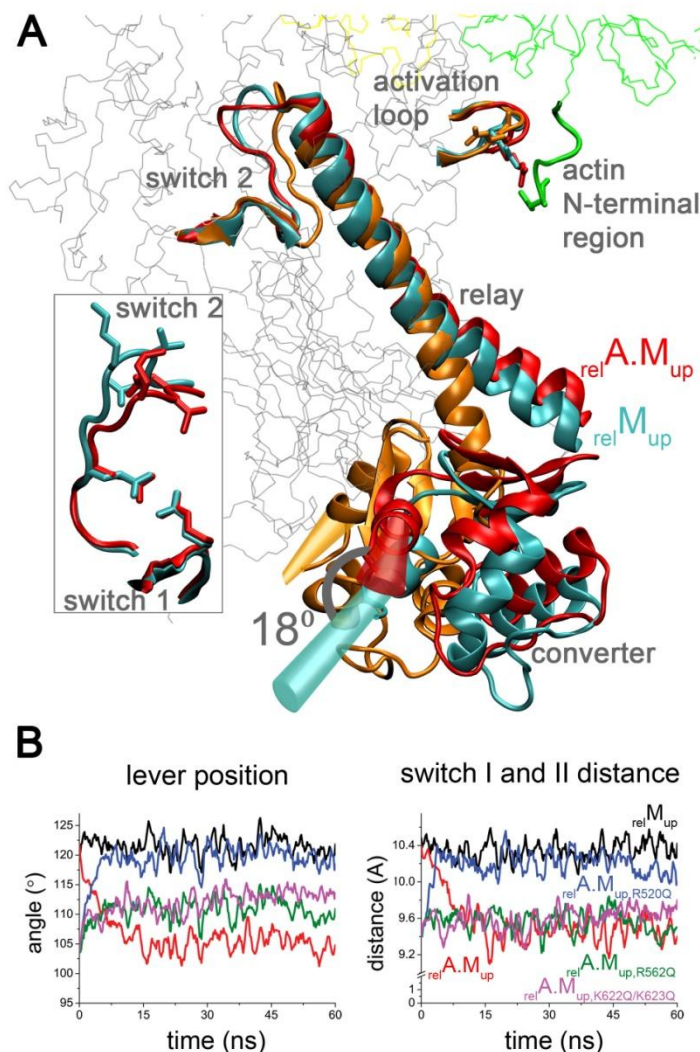 A
activation
loop
switch 2
actin
N-terminal
region
relay
switch 2
relA.Mup
relMup
switch 1
18º
converter
B
lever position
switch I and II distance
angle (°)
125
120
115
110
105
100
95
0 15 30 45 60
time (ns)
relA.Mup
distance (A)
10.4
10.0
9.6
9.2
1
0
0 15 30 45 60
time (ns)
relMup
relA.Mup,R520Q
relA.Mup
relA.Mup,R562Q
relA.Mup,K622Q/K623Q